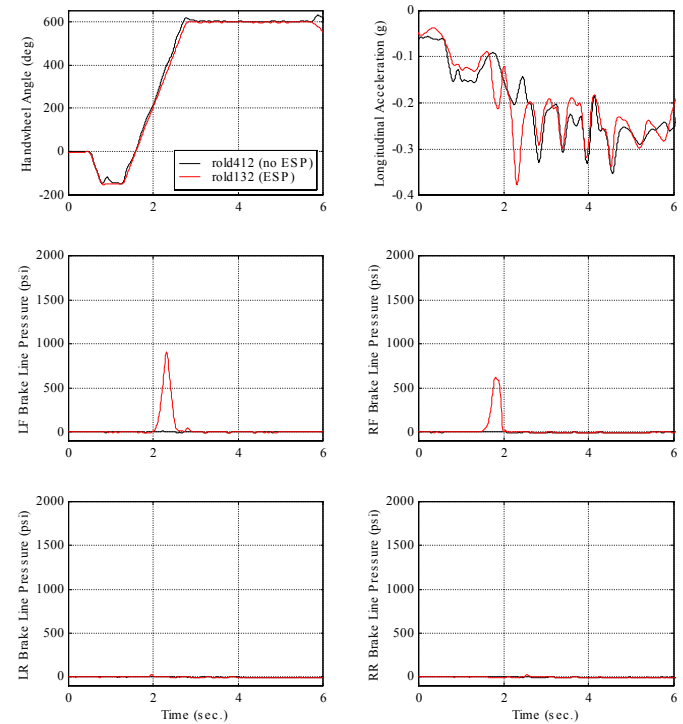 600
400
200
0
-200
Handwheel Angle (deg)
rold412 (no ESP)
rold132 (ESP)
0 2 4 6
0
-0.1
-0.2
-0.3
-0.4
Longitudinal Acceleration (g)
0 2 4 6
2000
1500
1000
500
0
LF Brake Line Pressure (psi)
0 2 4 6
2000
1500
1000
500
0
RF Brake Line Pressure (psi)
0 2 4 6
2000
1500
1000
500
0
LR Brake Line Pressure (psi)
0 2 4 6
Time (sec.)
2000
1500
1000
500
0
RR Brake Line Pressure (psi)
0 2 4 6
Time (sec.)